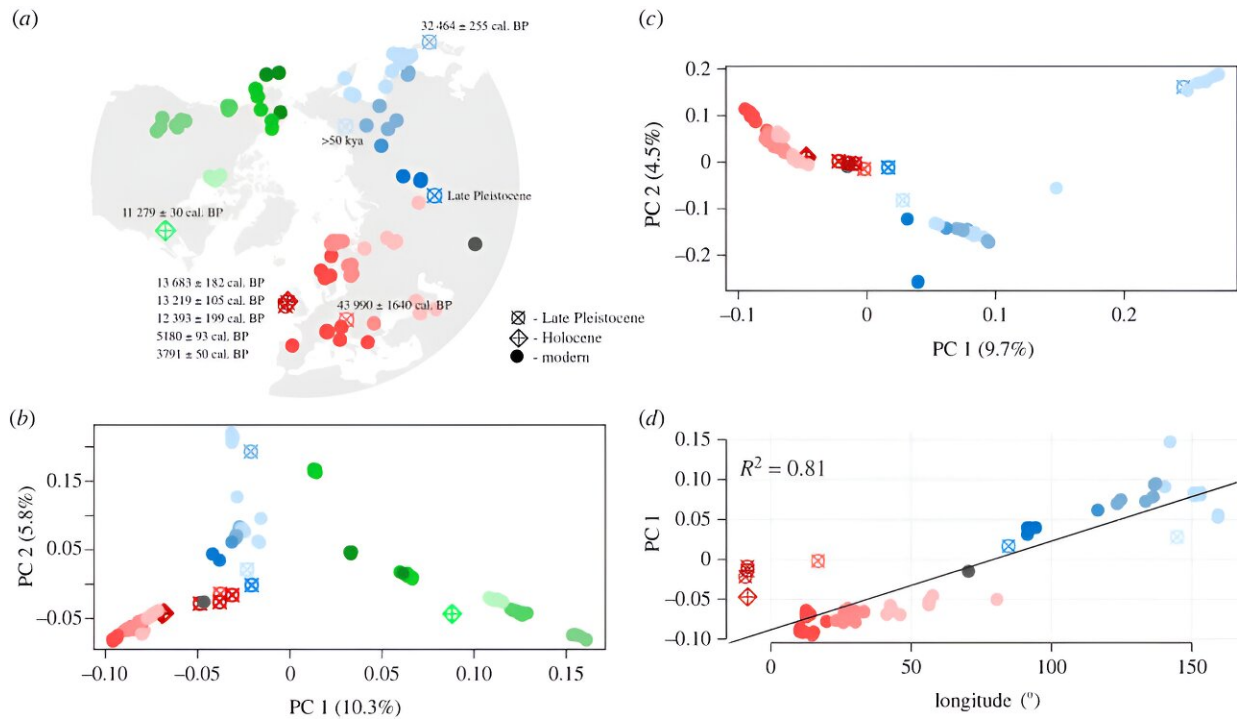 (a)
32 464 ± 255 cal. BP
>50 kya
Late Pleistocene
11 279 ± 30 cal. BP
13 683 ± 182 cal. BP
13 219 ± 105 cal. BP
12 393 ± 199 cal. BP
5180 ± 93 cal. BP
3791 ± 50 cal. BP
43 990 ± 1640 cal. BP
- Late Pleistocene
- Holocene
- modern
(b)
PC 2 (5.8%)
0.15
0.05
−0.05
−0.10
−0.05
0
0.05
0.10
0.15
PC 1 (10.3%)
(c)
PC 2 (4.5%)
0.2
0.1
0
−0.1
−0.2
−0.1
0
0.1
0.2
PC 1 (9.7%)
(d)
R² = 0.81
PC 1
0.15
0.10
0.05
0
−0.05
−0.10
0
50
100
150
longitude (°)